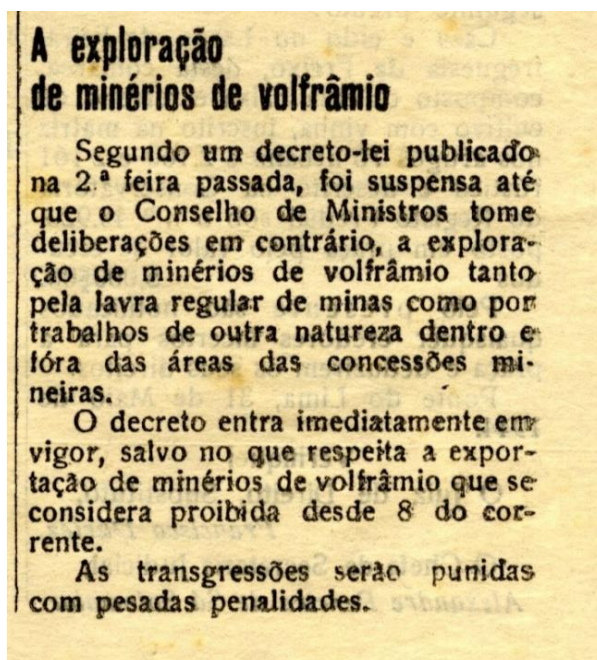 A exploração
de minérios de volfrâmio
Segundo um decreto-lei publicado
na 2.ª feira passada, foi suspensa até
que o Conselho de Ministros tome
deliberações em contrário, a explora-
ção de minérios de volfrâmio tanto
pela lavra regular de minas como por
trabalhos de outra natureza dentro e
fóra das áreas das concessões mi-
neiras.
O decreto entra imediatamente em
vigor, salvo no que respeita a expor-
tação de minérios de volfrâmio que se
considera proibida desde 8 do cor-
rente.
As transgressões serão punidas
com pesadas penalidades.